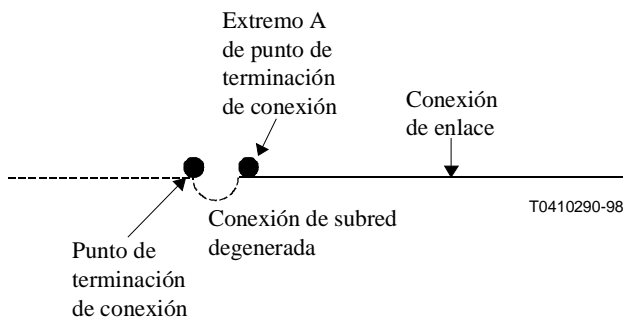 Extremo A
de punto de
terminación
de conexión
Conexión
de enlace
T0410290-98
Conexión de subred
degenerada
Punto de
terminación
de conexión